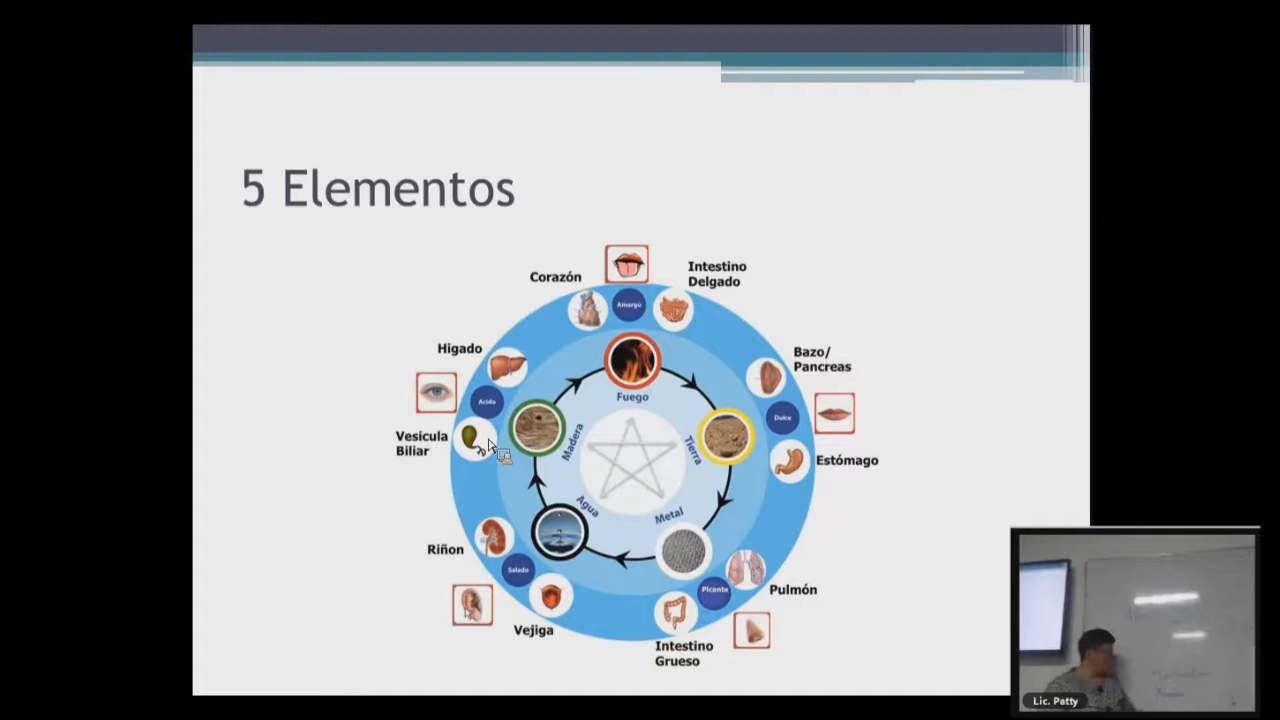 5 Elementos
Corazón
Amargo
Intestino
Delgado
Higado
Acido
Vesicula
Biliar
Bazo/
Pancreas
Dulce
Estómago
Fuego
Madera
Tierra
Agua
Metal
Riñon
Salado
Vejiga
Pulmón
Picante
Intestino
Grueso
Lic. Patty